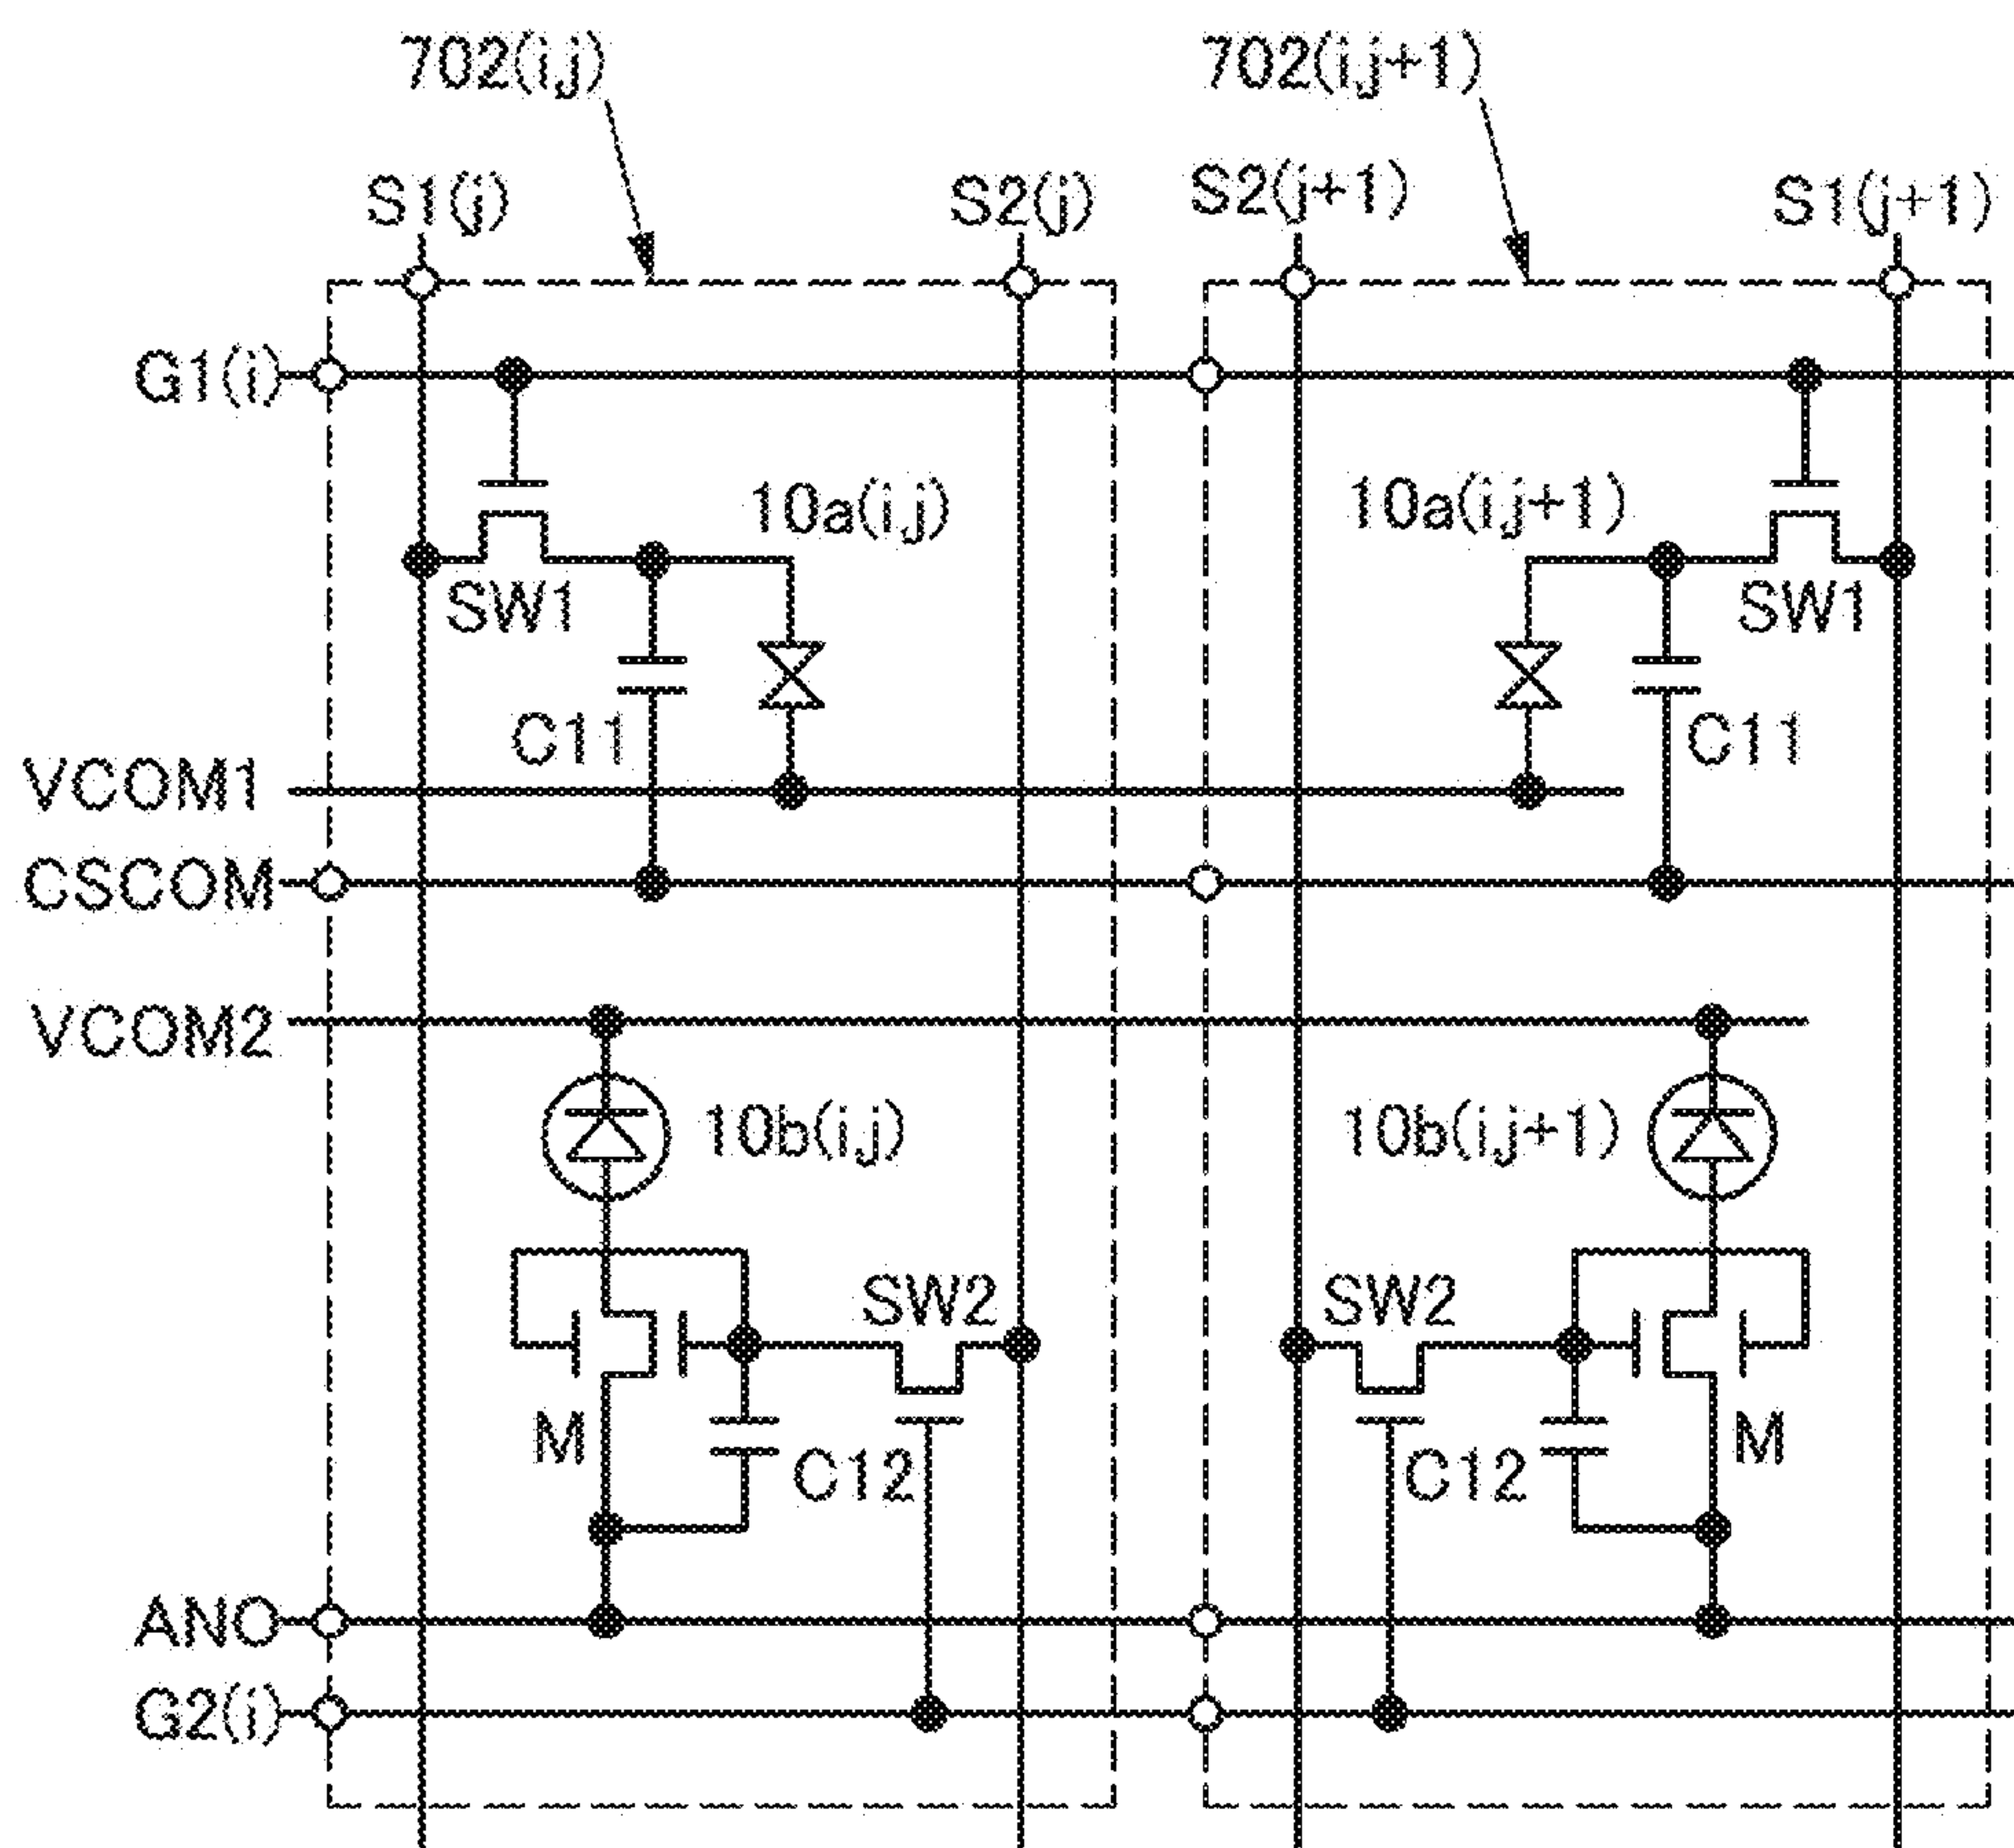 702(i,j) 702(i,j+1)
S1(j) S2(j) S2(j+1) S1(j+1)
G1(i)
10a(i,j) 10a(i,j+1)
SW1 SW1
C11 C11
VCOM1
CSCOM
VCOM2
10b(i,j) 10b(i,j+1)
SW2 SW2
M C12 C12 M
ANO
G2(i)